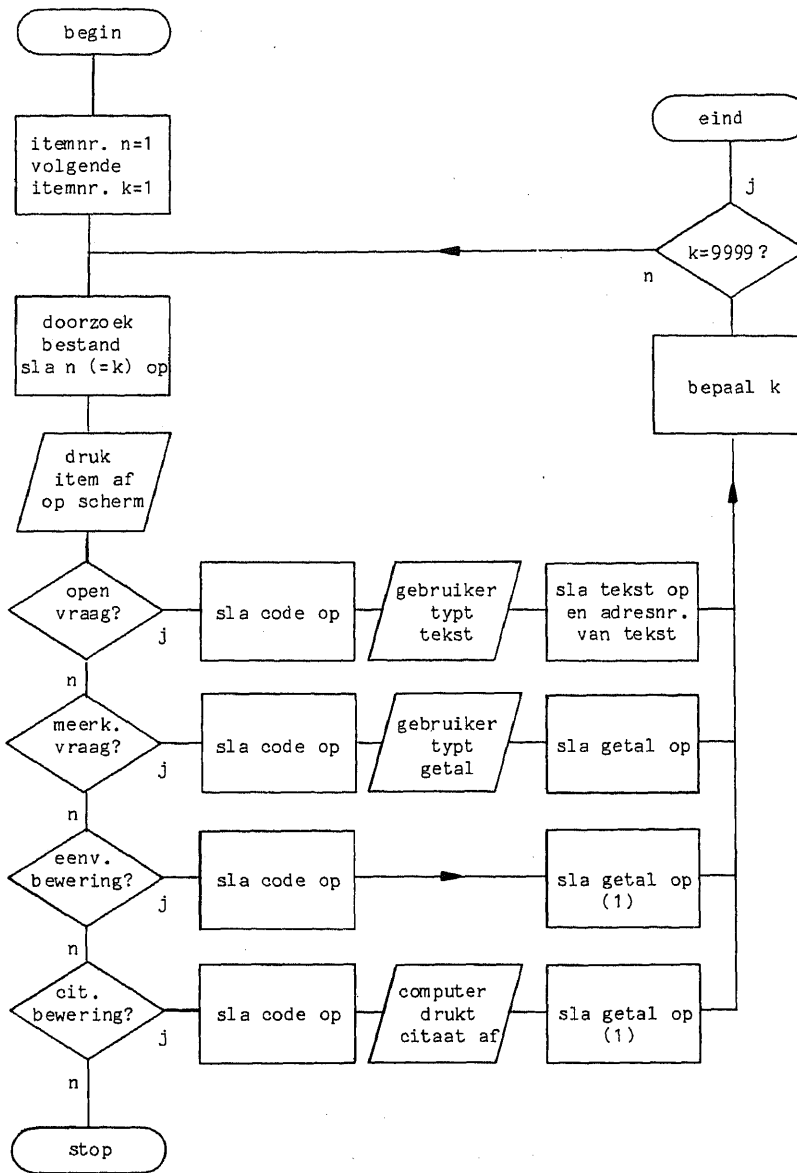 begin
itemnr. n=1
volgende
itemnr. k=1
eind
j
k=9999?
n
doorzoek
bestand
sla n (=k) op
bepaal k
druk
item af
op scherm
open
vraag?
j
sla code op
gebruiker
typt
tekst
sla tekst op
en adresnr.
van tekst
n
meerk.
vraag?
j
sla code op
gebruiker
typt
getal
sla getal op
n
eenv.
bewering?
j
sla code op
sla getal op
(1)
n
cit.
bewering?
j
sla code op
computer
drukt
citaat af
sla getal op
(1)
n
stop